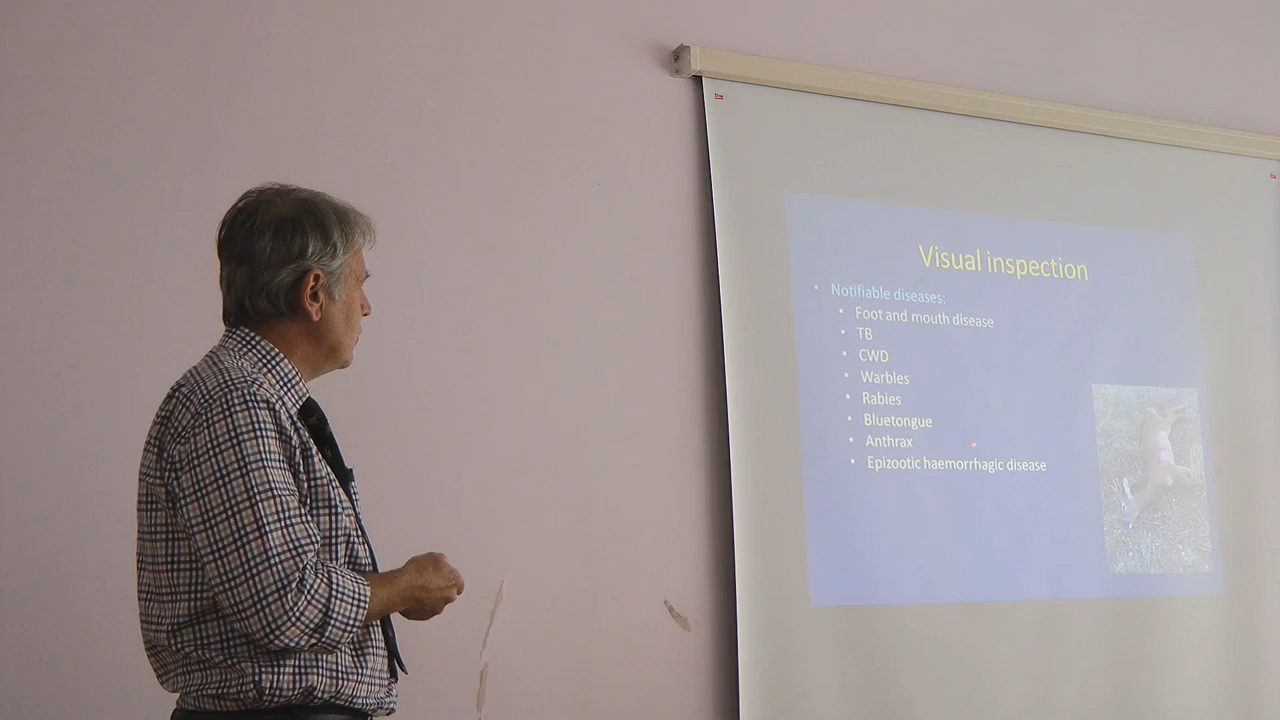 Visual inspection
• Notifiable diseases:
• Foot and mouth disease
• TB
• CWD
• Warbles
• Rabies
• Bluetongue
• Anthrax
• Epizootic haemorrhagic disease